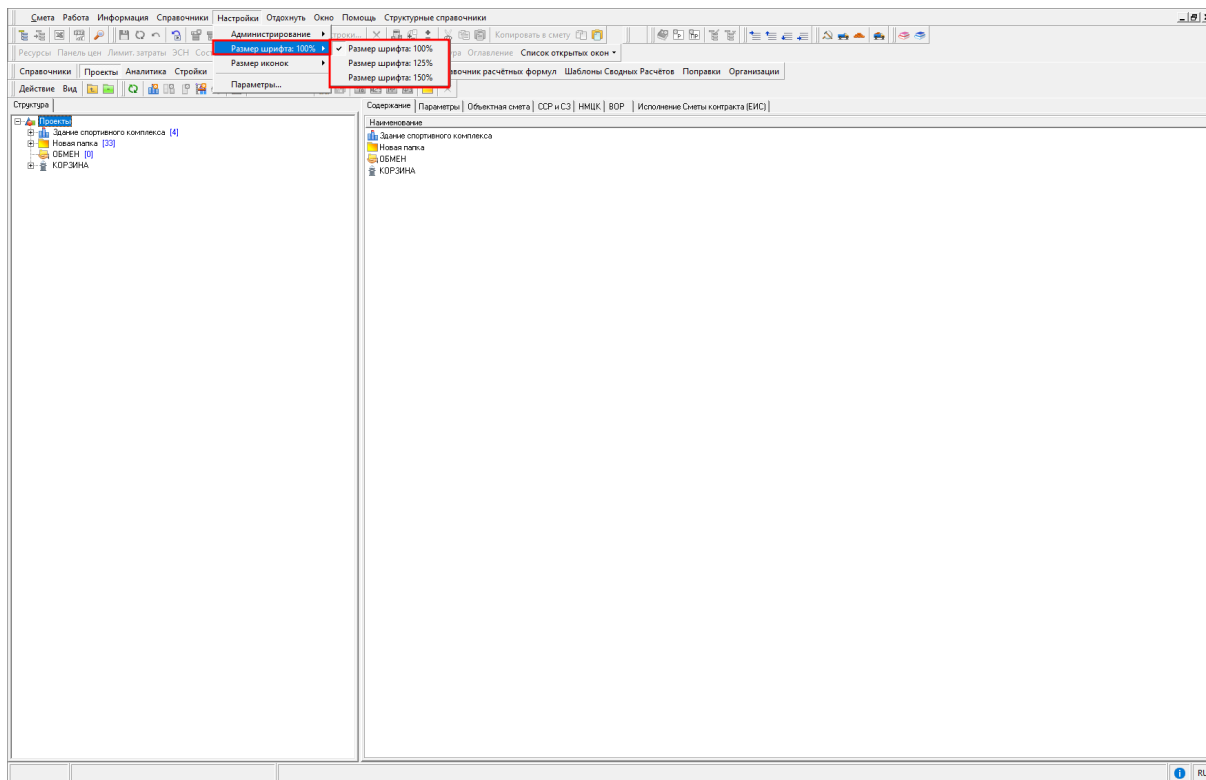 Смета Работа Информация Справочники Настройки Отдохнуть Окно Помощь Структурные справочники
Администрирование
Копировать в смету
Ресурсы Панель цен Лимит.затраты ЭСН
Размер шрифта: 100%
Размер шрифта: 100%
Оглавление Список открытых окон
Размер иконок
Размер шрифта: 125%
Справочники Проекты Аналитика Стройки
расчётных формул Шаблоны Сводных Расчётов Поправки Организации
Размер шрифта: 150%
Параметры...
Действие Вид
Структура
Содержание Параметры Объектная смета ССР и СЗ НМЦК ВОР Исполнение Сметы контракта (ЕИС)
Проекты
Наименование
Здание спортивного комплекса [4]
Здание спортивного комплекса
Новая папка [33]
Новая папка
ОБМЕН [0]
ОБМЕН
КОРЗИНА
КОРЗИНА